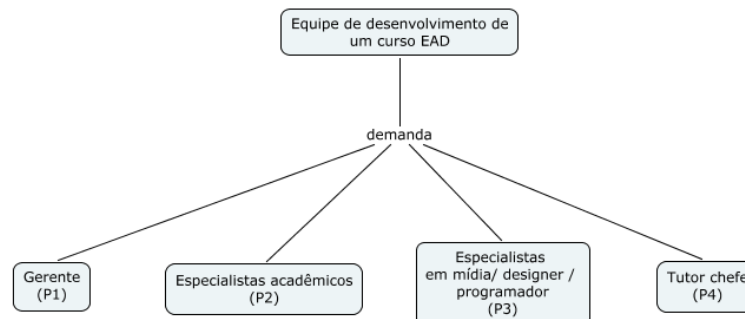 Equipe de desenvolvimento de
um curso EAD
demanda
Gerente
(P1)
Especialistas acadêmicos
(P2)
Especialistas
em mídia/ designer /
programador
(P3)
Tutor chefe
(P4)